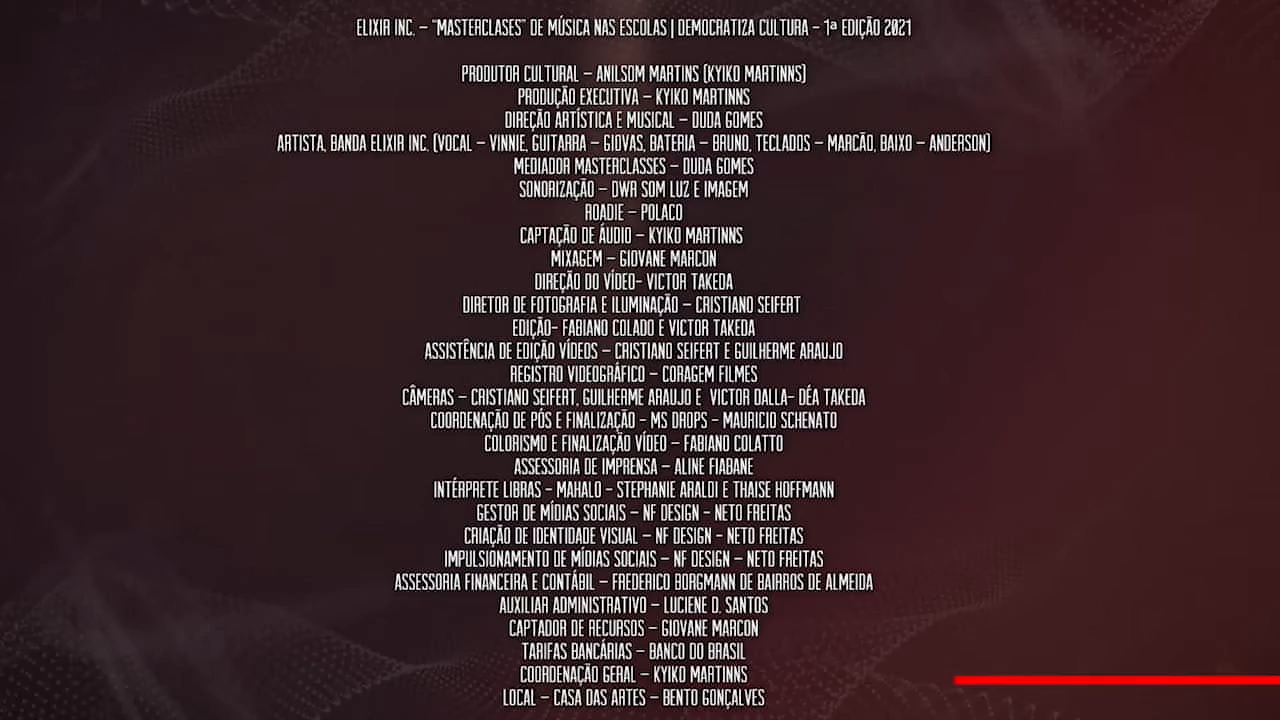 ELIXIR INC. – "MASTERCLASES" DE MÚSICA NAS ESCOLAS | DEMOCRATIZA CULTURA – 1ª EDIÇÃO 2021
PRODUTOR CULTURAL – ANILSOM MARTINS (KYIKO MARTINNS)
PRODUÇÃO EXECUTIVA – KYIKO MARTINNS
DIREÇÃO ARTÍSTICA E MUSICAL – DUDA GOMES
ARTISTA, BANDA ELIXIR INC. (VOCAL – VINNIE, GUITARRA – GIOVAS, BATERIA – BRUNO, TECLADOS – MARCÃO, BAIXO – ANDERSON)
MEDIADOR MASTERCLASSES – DUDA GOMES
SONORIZAÇÃO – DWR SOM LUZ E IMAGEM
ROADIE – POLACO
CAPTAÇÃO DE ÁUDIO – KYIKO MARTINNS
MIXAGEM – GIOVANE MARCON
DIREÇÃO DO VÍDEO- VICTOR TAKEDA
DIRETOR DE FOTOGRAFIA E ILUMINAÇÃO – CRISTIANO SEIFERT
EDIÇÃO- FABIANO COLADO E VICTOR TAKEDA
ASSISTÊNCIA DE EDIÇÃO VÍDEOS – CRISTIANO SEIFERT E GUILHERME ARAUJO
REGISTRO VIDEOGRÁFICO – CORAGEM FILMES
CÂMERAS – CRISTIANO SEIFERT, GUILHERME ARAUJO E VICTOR DALLA- DÉA TAKEDA
COORDENAÇÃO DE PÓS E FINALIZAÇÃO – MS DROPS – MAURICIO SCHENATO
COLORISMO E FINALIZAÇÃO VÍDEO – FABIANO COLATTO
ASSESSORIA DE IMPRENSA – ALINE FIABANE
INTÉRPRETE LIBRAS – MAHALO – STEPHANIE ARALDI E THAISE HOFFMANN
GESTOR DE MÍDIAS SOCIAIS – NF DESIGN – NETO FREITAS
CRIAÇÃO DE IDENTIDADE VISUAL – NF DESIGN – NETO FREITAS
IMPULSIONAMENTO DE MÍDIAS SOCIAIS – NF DESIGN – NETO FREITAS
ASSESSORIA FINANCEIRA E CONTÁBIL – FREDERICO BORGMANN DE BAIRROS DE ALMEIDA
AUXILIAR ADMINISTRATIVO – LUCIENE D. SANTOS
CAPTADOR DE RECURSOS – GIOVANE MARCON
TARIFAS BANCÁRIAS – BANCO DO BRASIL
COORDENAÇÃO GERAL – KYIKO MARTINNS
LOCAL – CASA DAS ARTES – BENTO GONÇALVES